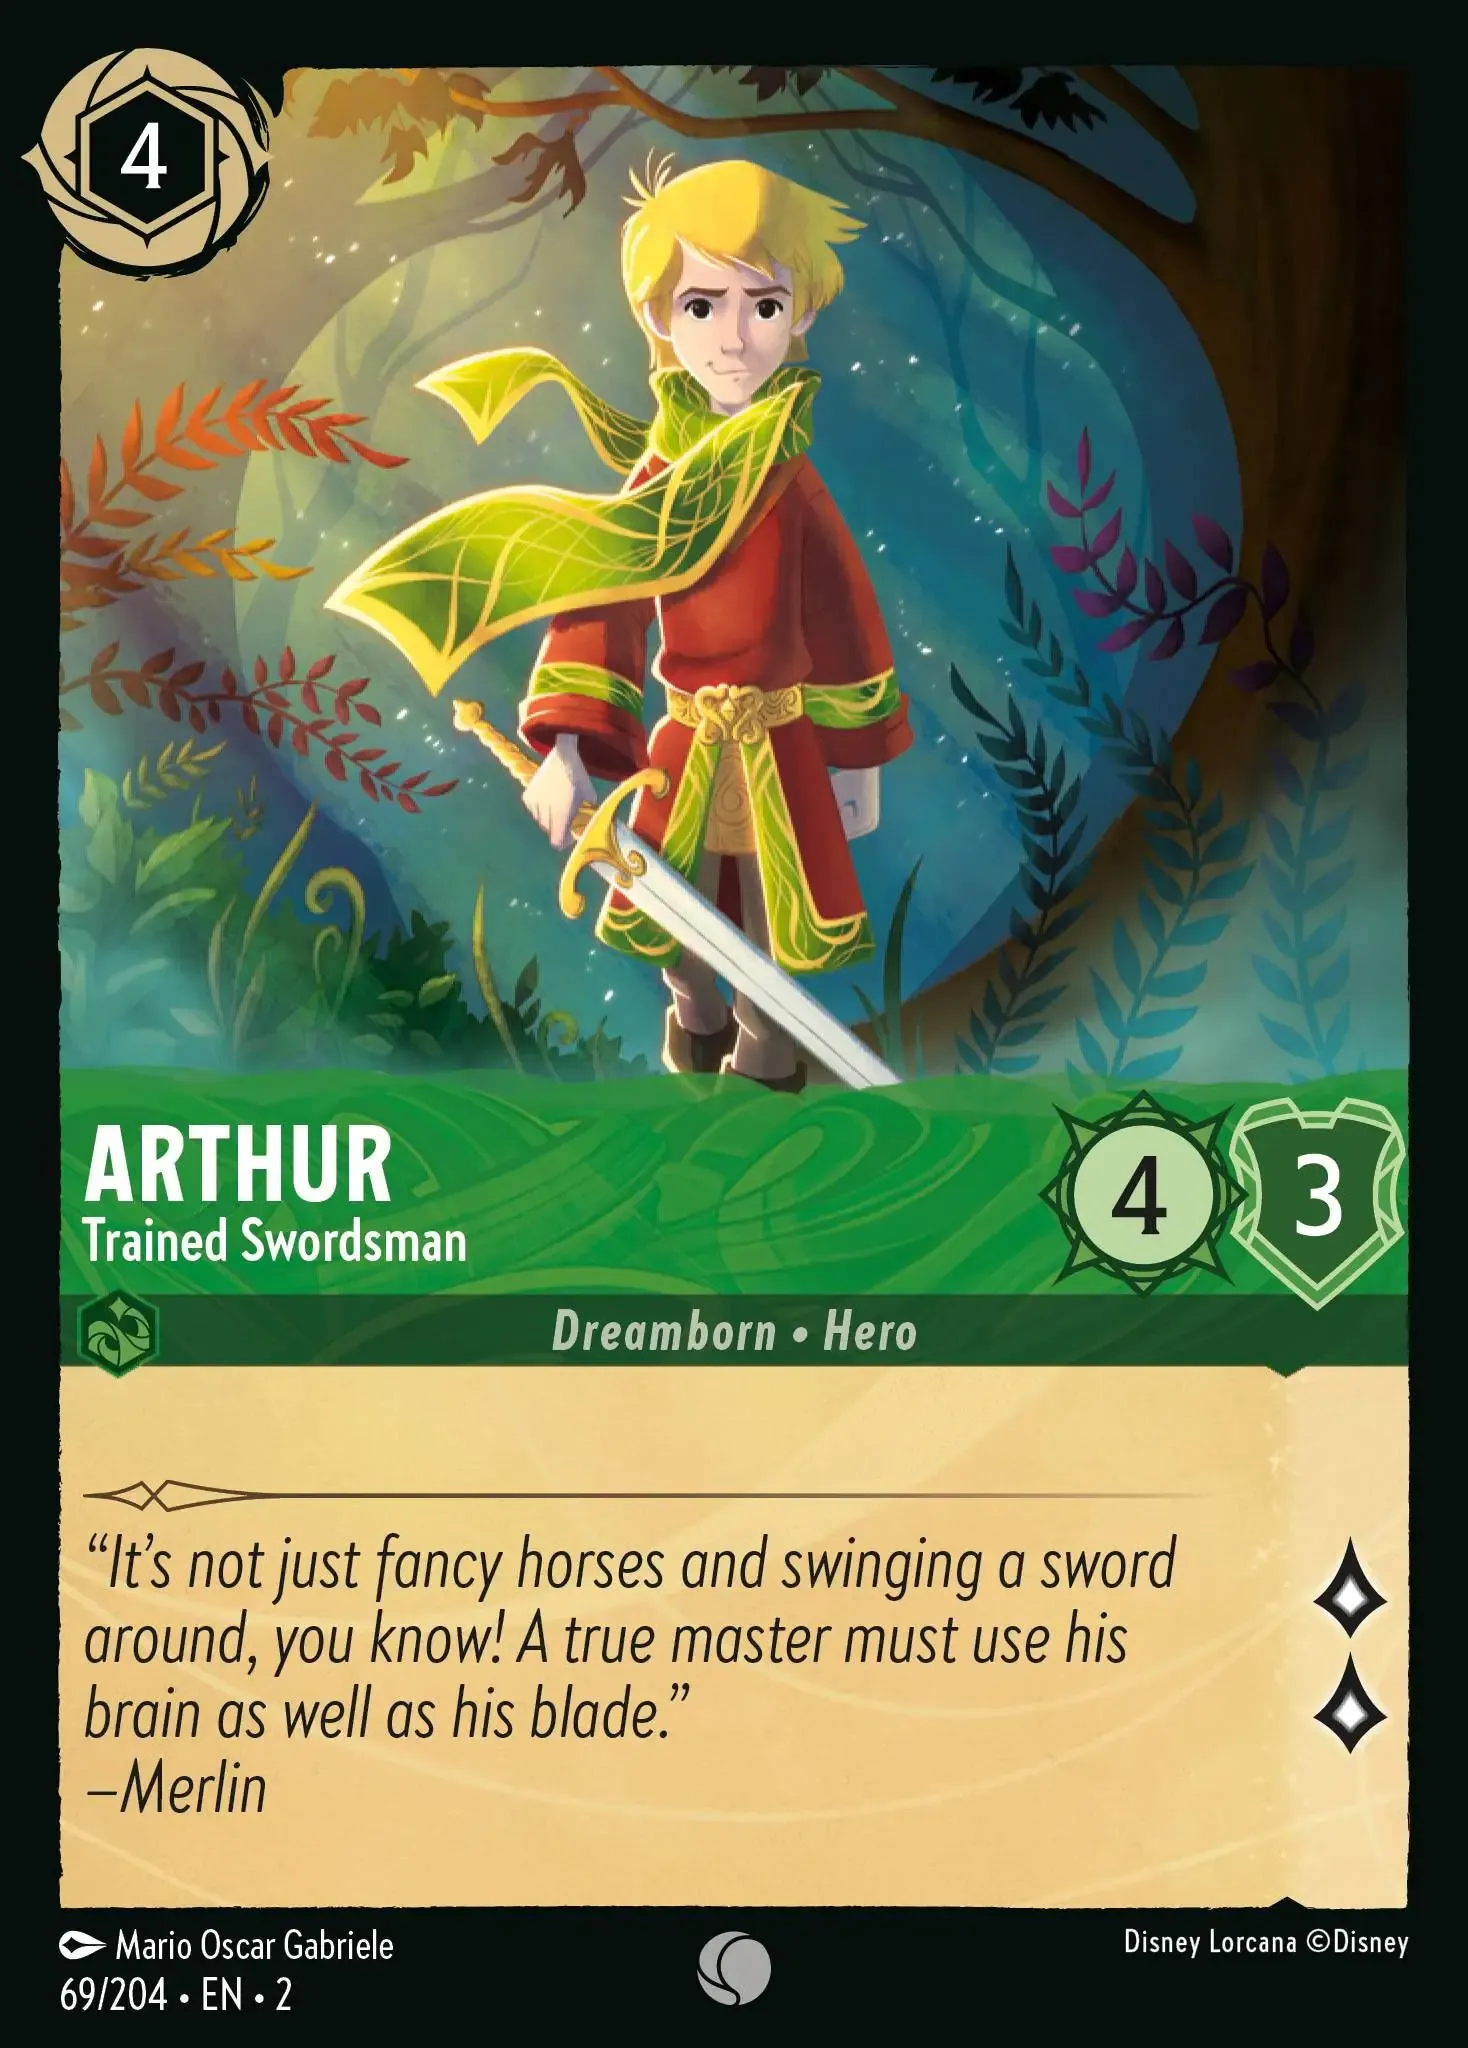 4
ARTHUR
Trained Swordsman
4
3
Dreamborn • Hero
“It’s not just fancy horses and swinging a sword
around, you know! A true master must use his
brain as well as his blade.”
–Merlin
Mario Oscar Gabriele
Disney Lorcana ©Disney
69/204 • EN • 2